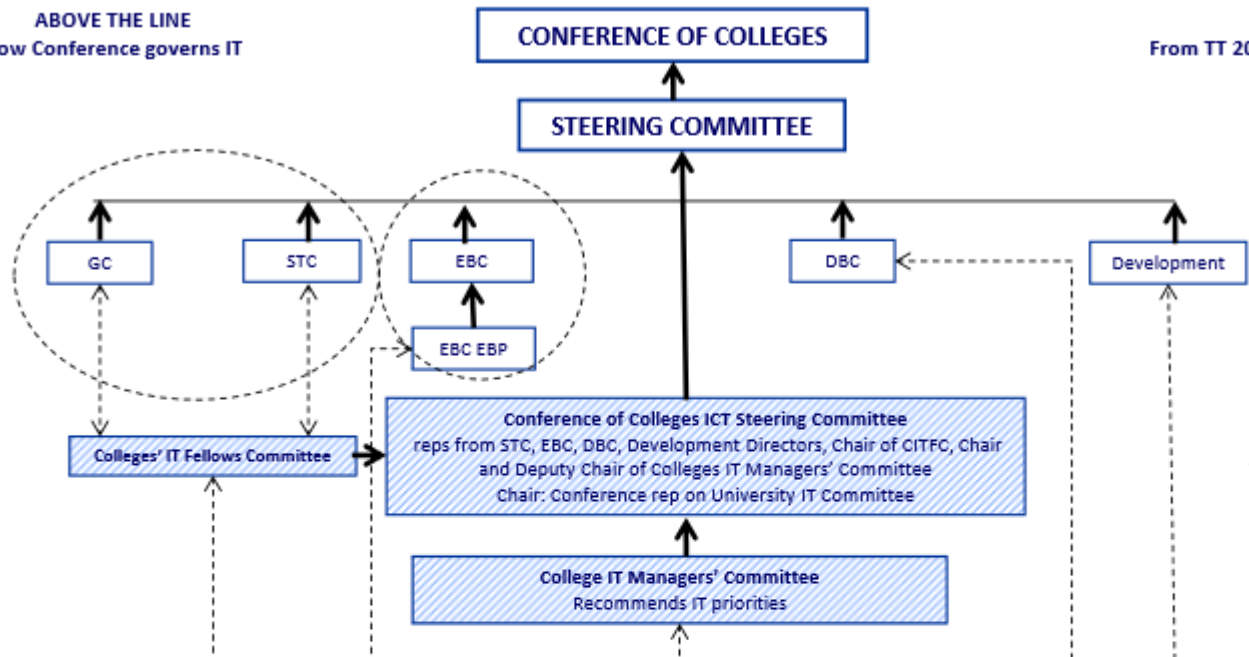 ABOVE THE LINE
ow Conference governs IT
From TT 20
CONFERENCE OF COLLEGES
STEERING COMMITTEE
GC
STC
EBC
DBC
Development
EBC EBP
Conference of Colleges ICT Steering Committee
reps from STC, EBC, DBC, Development Directors, Chair of CITFC, Chair
and Deputy Chair of Colleges IT Managers’ Committee
Chair: Conference rep on University IT Committee
Colleges’ IT Fellows Committee
College IT Managers’ Committee
Recommends IT priorities